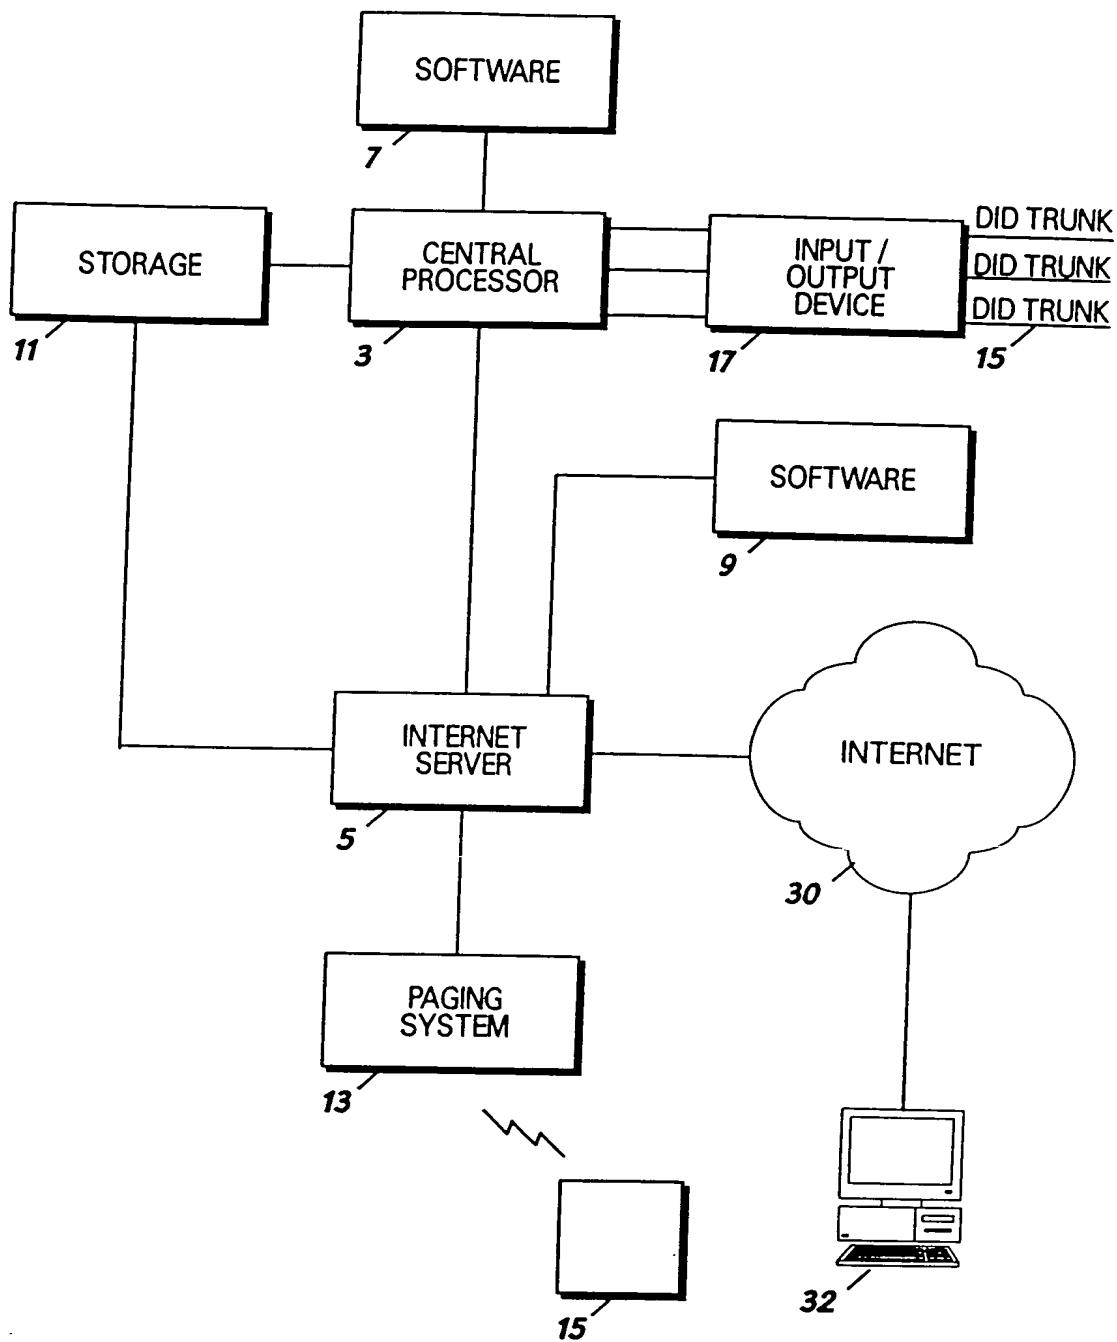 SOFTWARE
7
STORAGE
11
CENTRAL
PROCESSOR
3
INPUT /
OUTPUT
DEVICE
17
DID TRUNK
DID TRUNK
DID TRUNK
15
SOFTWARE
9
INTERNET
SERVER
5
INTERNET
30
PAGING
SYSTEM
13
15
32